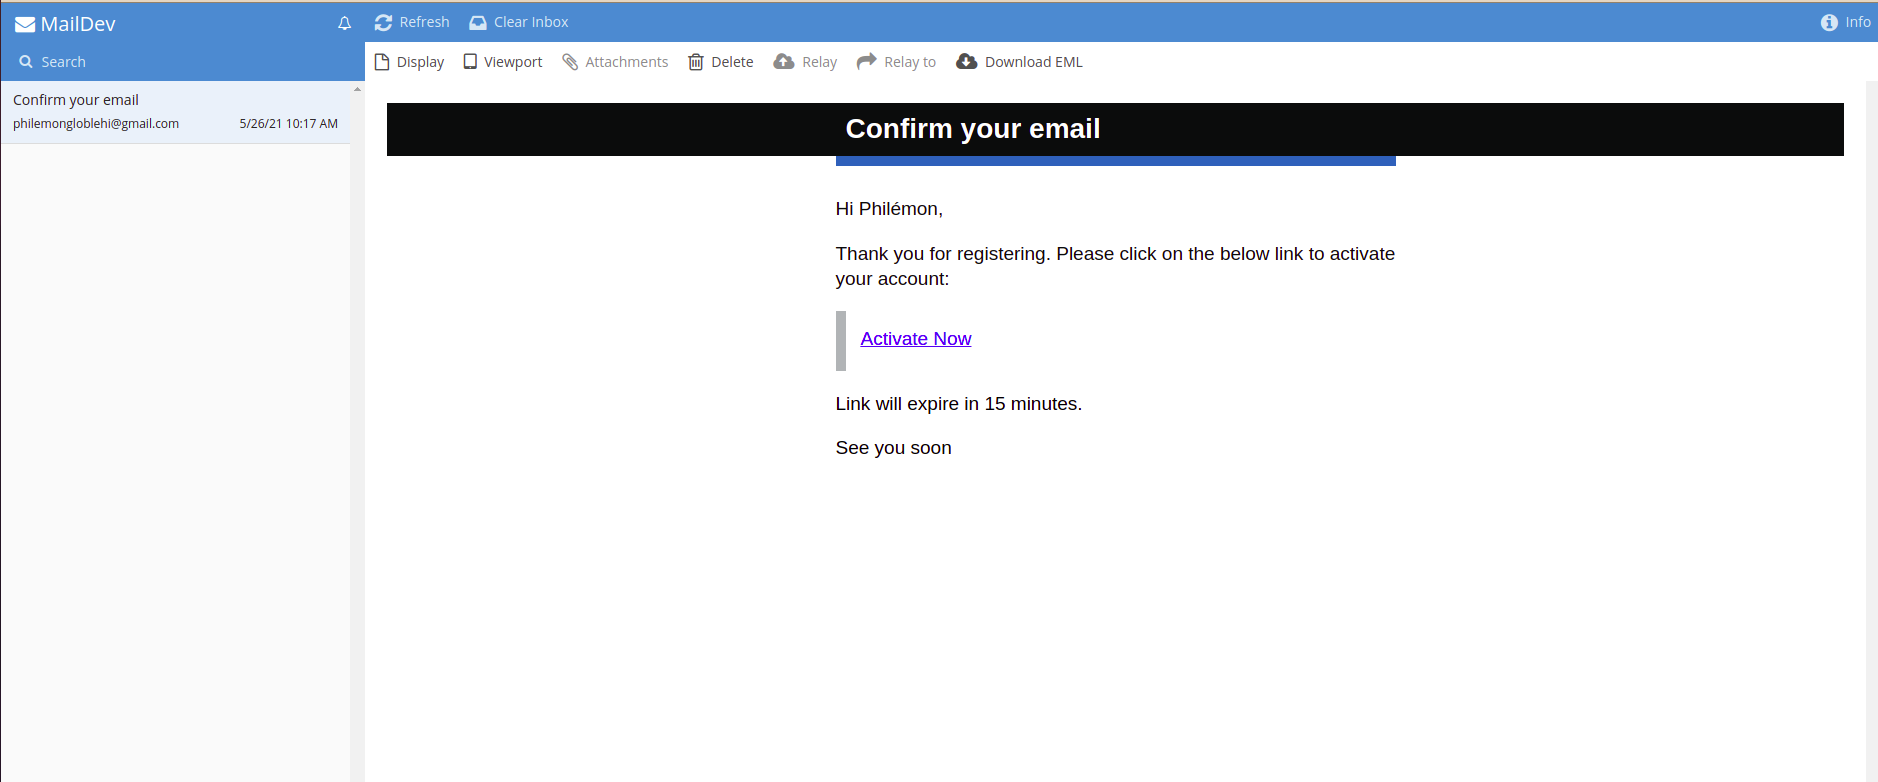 MailDev
Refresh Clear Inbox Info
Search
Display Viewport Attachments Delete Relay Relay to Download EML
Confirm your email
philemongloblehi@gmail.com 5/26/21 10:17 AM
Confirm your email
Hi Philémon,
Thank you for registering. Please click on the below link to activate
your account:
Activate Now
Link will expire in 15 minutes.
See you soon